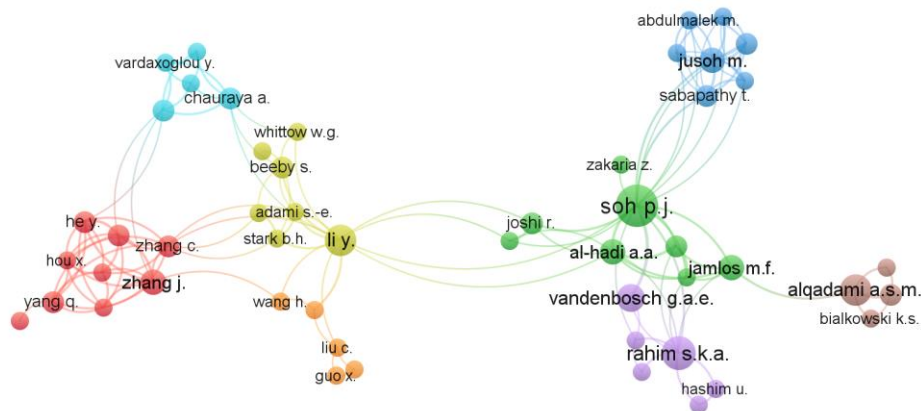 abdulmalek m.
vardaxoglou y.
jusoh m.
chauraya a.
sabapathy t.
whittow w.g.
beeby s.
zakaria z.
soh p.j.
he y.
adami s.-e.
joshi r.
zhang c.
stark b.h.
li y.
al-hadi a.a.
hou x.
jamlos m.f.
zhang j.
alqadami a.s.m.
yang q.
wang h.
vandenbosch g.a.e.
bialkowski k.s.
liu c.
rahim s.k.a.
guo x.
hashim u.